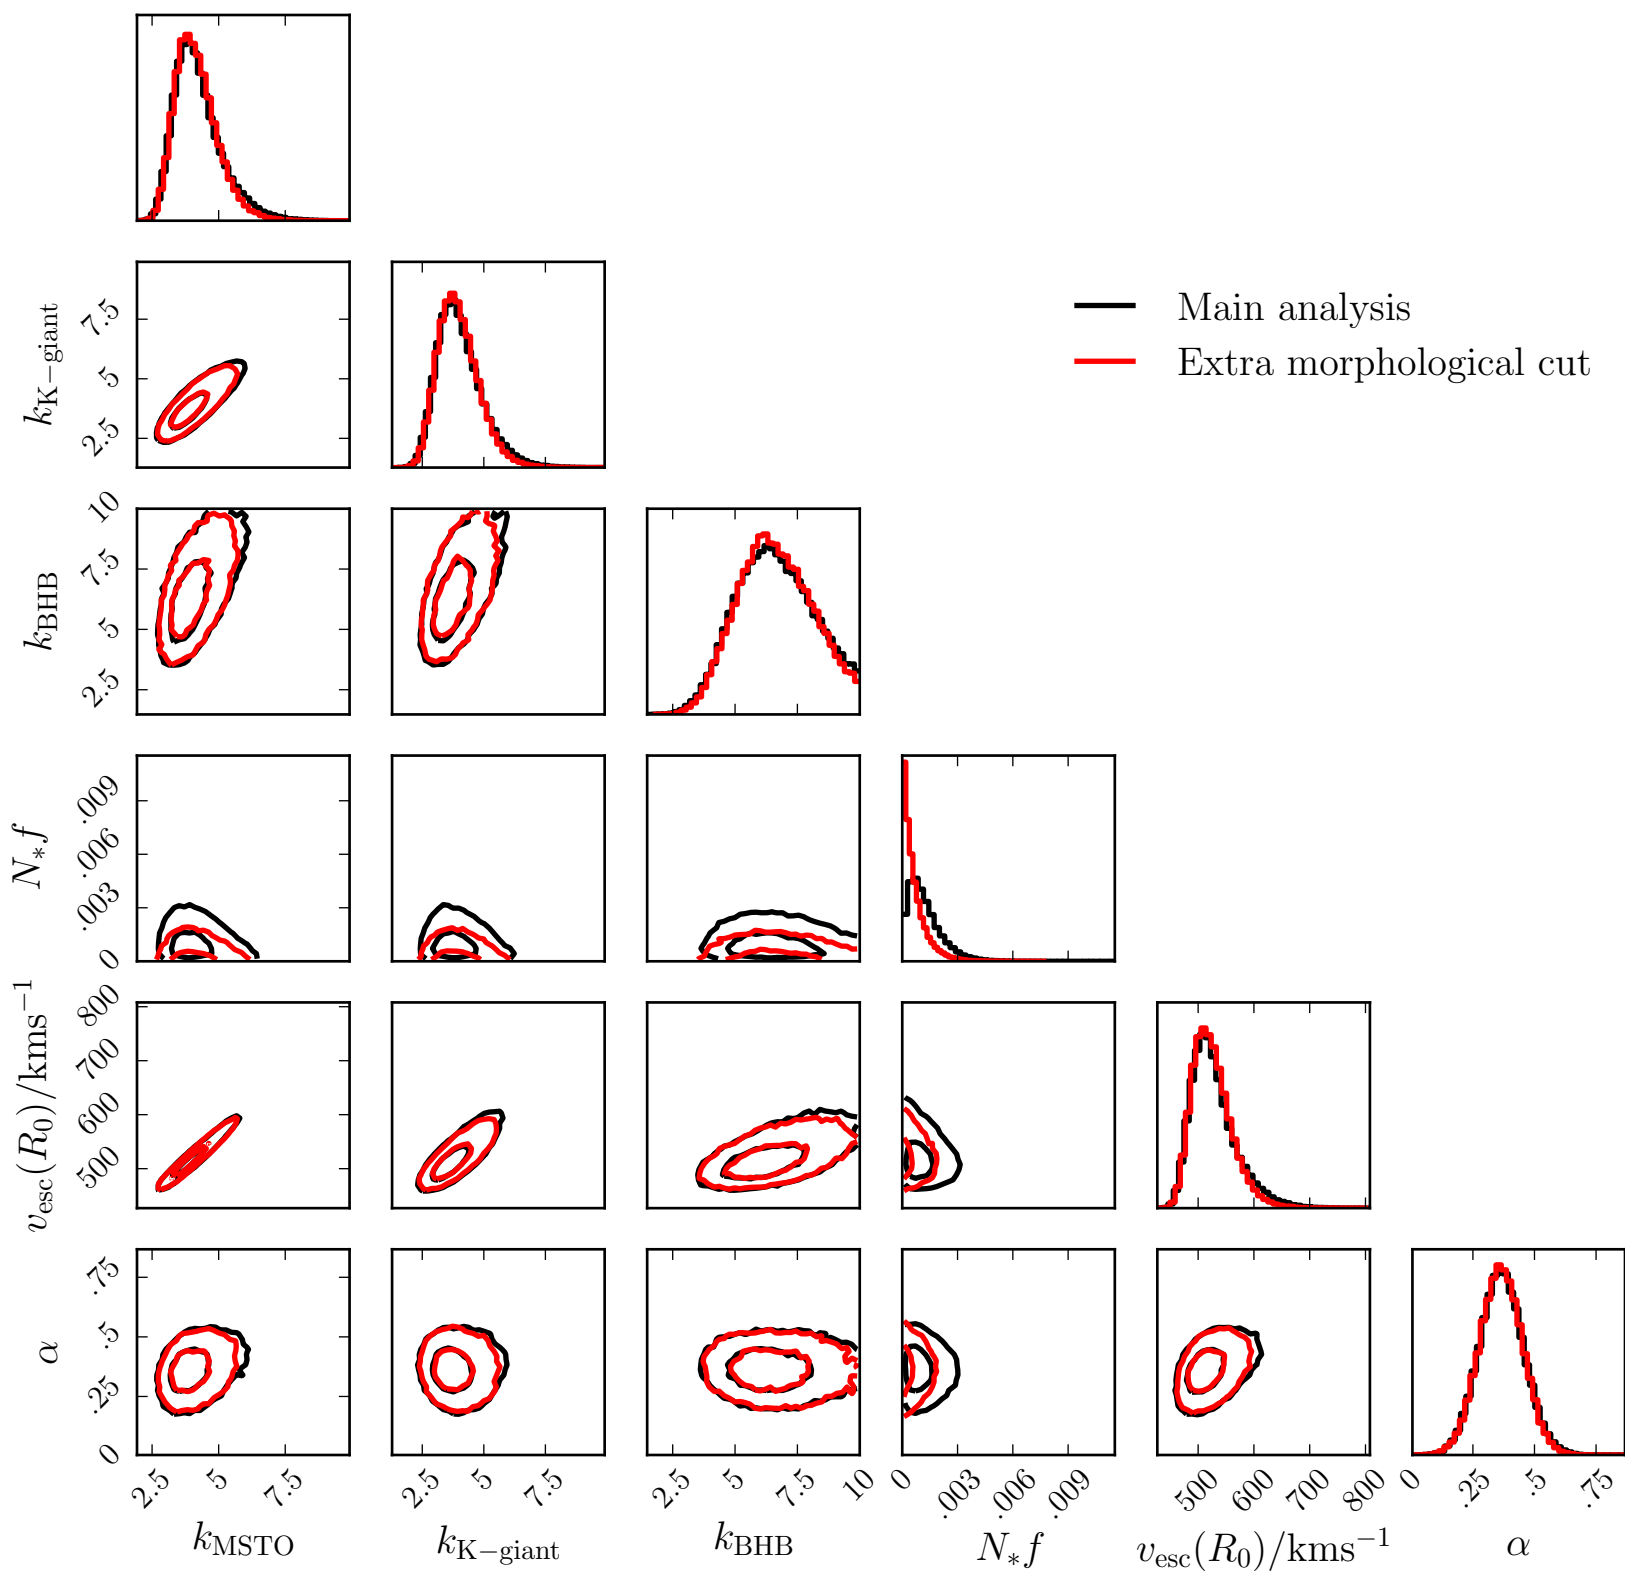 Main analysis
Extra morphological cut
k_K−giant
7.5
5
2.5
k_BHB
10
7.5
5
2.5
N_*f
.009
.006
.003
0
v_esc(R_0)/kms^−1
800
700
600
500
α
.75
.5
.25
0
2.5 5 7.5 2.5 5 7.5 2.5 5 7.5 10 0 .003 .006 .009 500 600 700 800 0 .25 .5 .75
k_MSTO k_K−giant k_BHB N_*f v_esc(R_0)/kms^−1 α